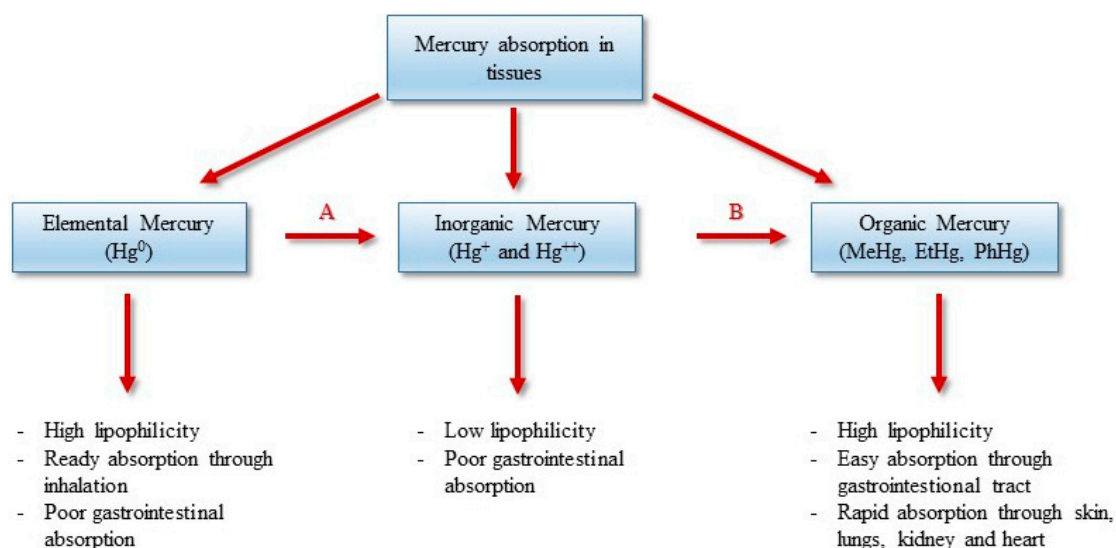 Mercury absorption in
tissues
A
B
Elemental Mercury
(Hg⁰)
Inorganic Mercury
(Hg⁺ and Hg⁺⁺)
Organic Mercury
(MeHg, EtHg, PhHg)
- High lipophilicity
- Ready absorption through
inhalation
- Poor gastrointestinal
absorption
- Low lipophilicity
- Poor gastrointestinal
absorption
- High lipophilicity
- Easy absorption through
gastrointestional tract
- Rapid absorption through skin,
lungs, kidney and heart